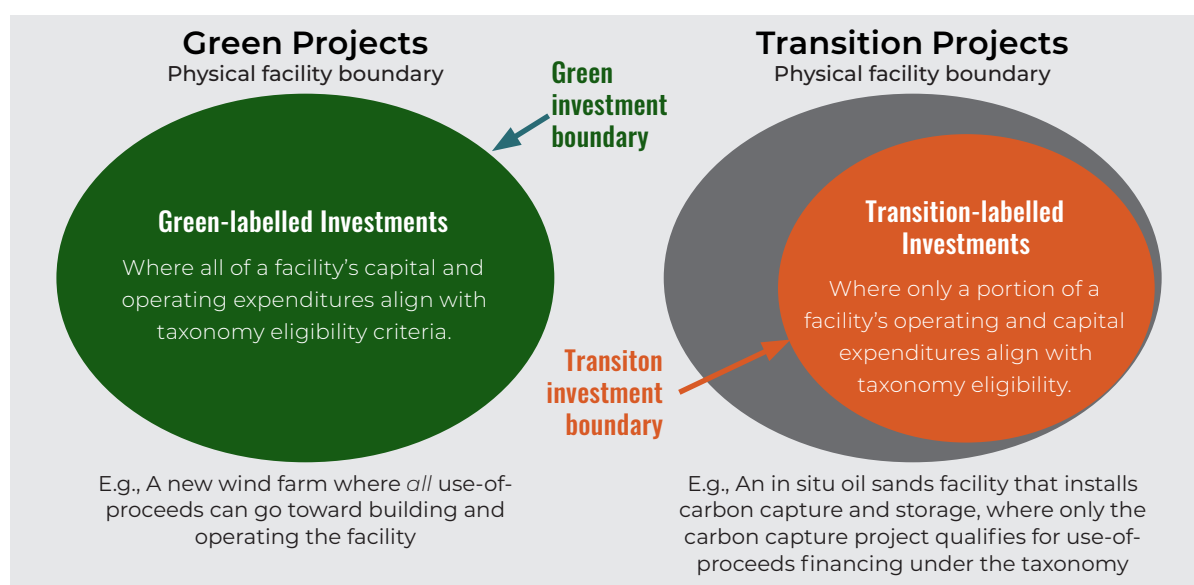 Green Projects
Physical facility boundary
Green
investment
boundary
Green-labelled Investments
Where all of a facility’s capital and
operating expenditures align with
taxonomy eligibility criteria.
E.g., A new wind farm where all use-of-
proceeds can go toward building and
operating the facility
Transition Projects
Physical facility boundary
Transition-labelled
Investments
Where only a portion of a
facility’s operating and capital
expenditures align with
taxonomy eligibility.
Transiton
investment
boundary
E.g., An in situ oil sands facility that installs
carbon capture and storage, where only the
carbon capture project qualifies for use-of-
proceeds financing under the taxonomy